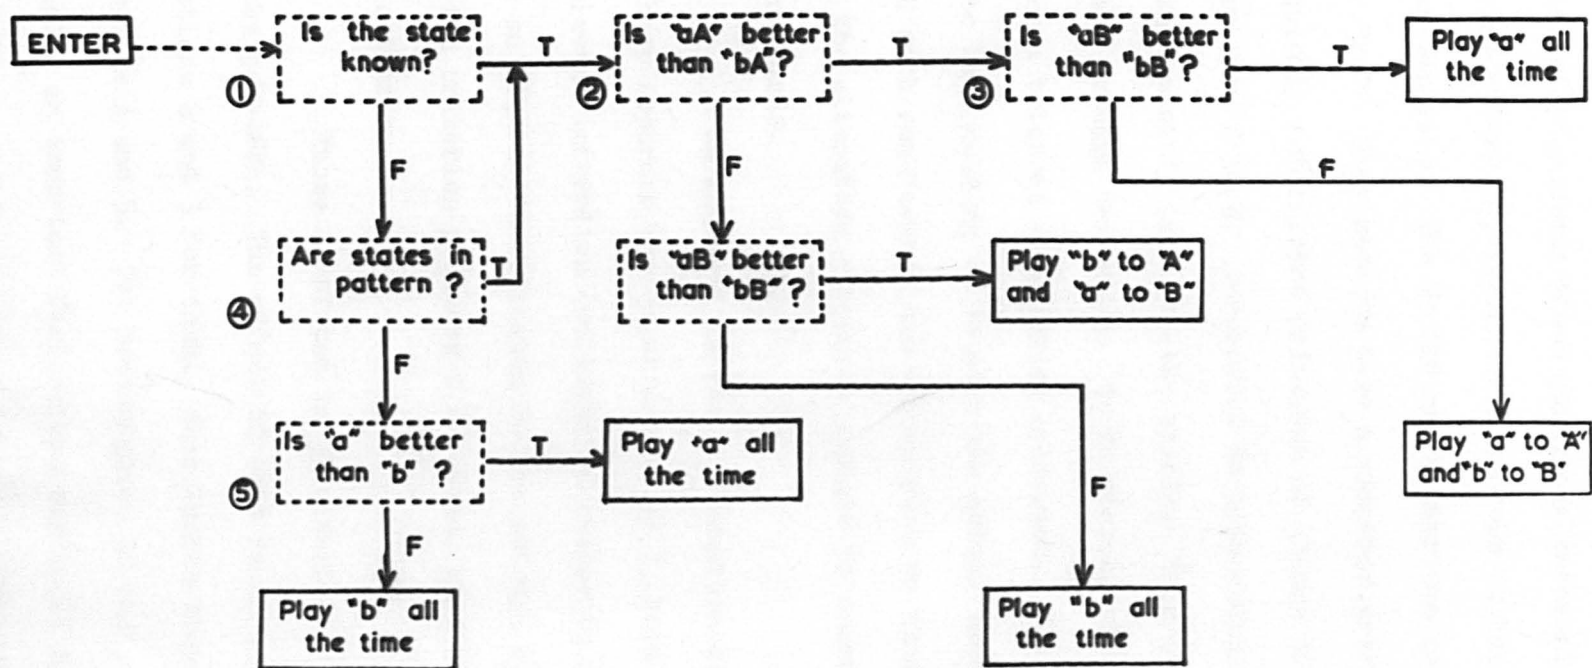 ENTER
Is the state
known?
①
T
Is "aA" better
than "bA"?
②
T
Is "aB" better
than "bB"?
③
T
Play "a" all
the time
F
F
F
Are states in
pattern ?
④
T
Is "aB" better
than "bB" ?
T
Play "b" to "A"
and "a" to "B"
F
Is "a" better
than "b" ?
⑤
T
Play "a" all
the time
F
Play "a" to "A"
and "b" to "B"
F
Play "b" all
the time
Play "b" all
the time